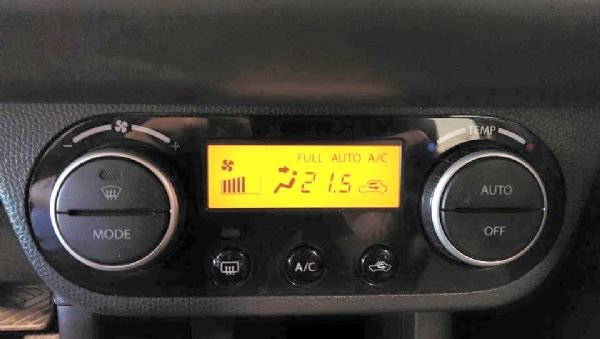 - +
TEMP
FULL AUTO A/C
21.5
MODE
AUTO
OFF
A/C